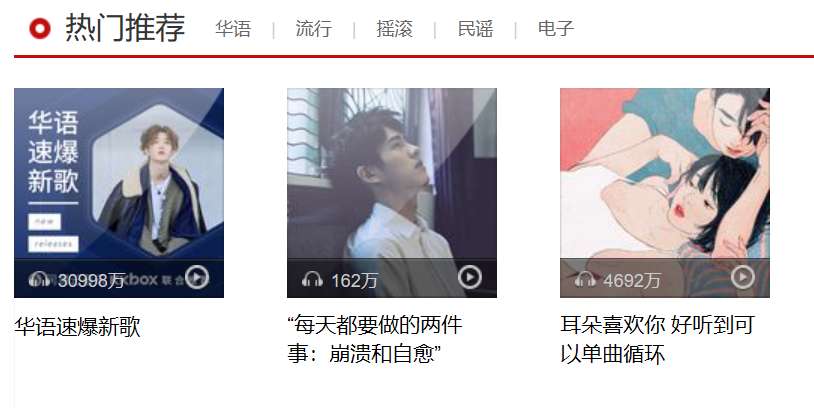 热门推荐 华语 | 流行 | 摇滚 | 民谣 | 电子
华语
速爆
新歌
new
releases
联合
30998万
162万
4692万
华语速爆新歌
“每天都要做的两件
事：崩溃和自愈”
耳朵喜欢你 好听到可
以单曲循环